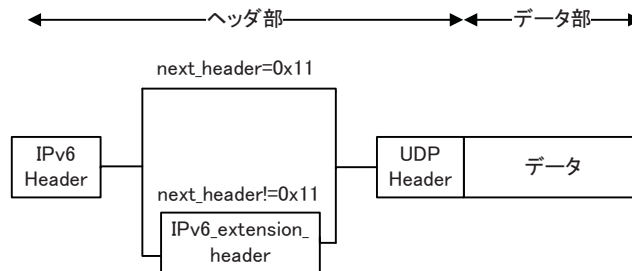 ヘッダ部
データ部
next_header=0x11
IPv6
Header
UDP
Header
データ
next_header!=0x11
IPv6_extension_
header